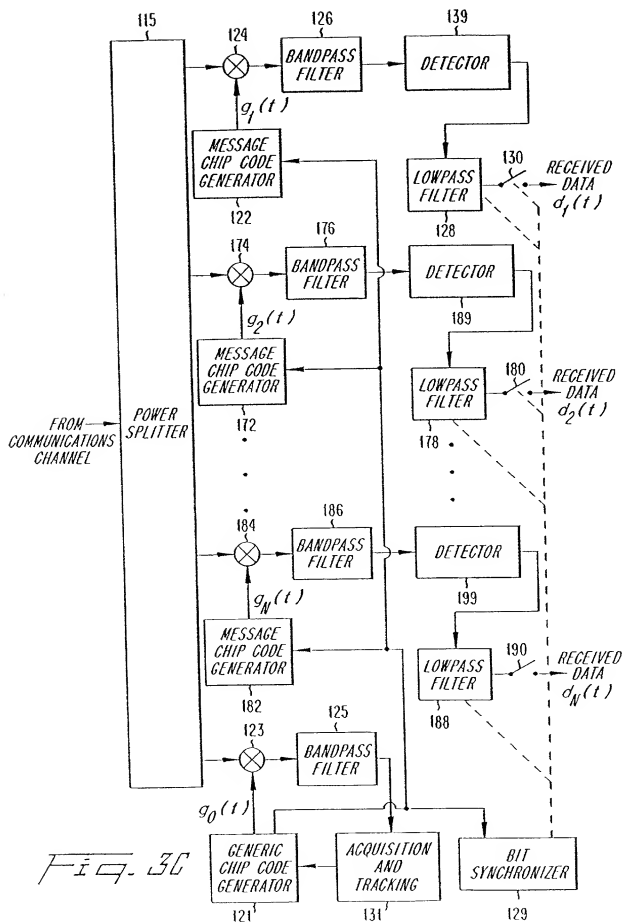 115
124
126
139
BANDPASS
FILTER
DETECTOR
g₁(t)
MESSAGE
CHIP CODE
GENERATOR
122
LOWPASS
FILTER
128
130
RECEIVED
DATA
d₁(t)
174
176
BANDPASS
FILTER
DETECTOR
189
g₂(t)
MESSAGE
CHIP CODE
GENERATOR
172
LOWPASS
FILTER
178
180
RECEIVED
DATA
d₂(t)
FROM
COMMUNICATIONS
CHANNEL
POWER
SPLITTER
184
186
BANDPASS
FILTER
DETECTOR
199
g_N(t)
MESSAGE
CHIP CODE
GENERATOR
182
LOWPASS
FILTER
188
190
RECEIVED
DATA
d_N(t)
123
125
BANDPASS
FILTER
g₀(t)
GENERIC
CHIP CODE
GENERATOR
121
ACQUISITION
AND
TRACKING
131
BIT
SYNCHRONIZER
129
Fig. 3C